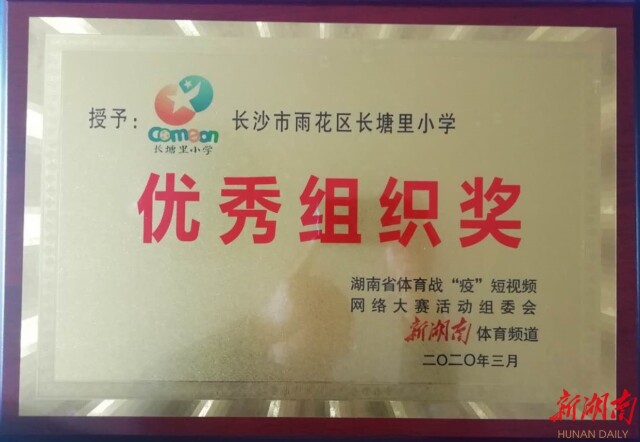 授予：
comeon
长塘里小学
长沙市雨花区长塘里小学
优秀组织奖
湖南省体育战“疫”短视频
网络大赛活动组委会
新湖南 体育频道
二〇二〇年三月
新湖南
HUNAN DAILY